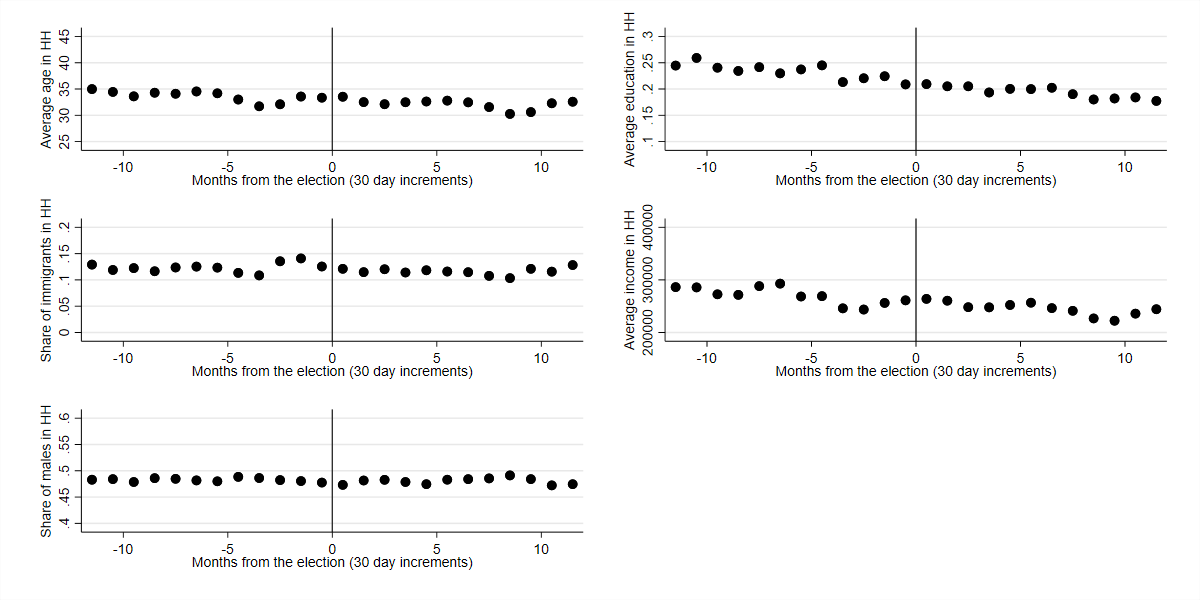 Average age in HH
45
40
35
30
25
-10 -5 0 5 10
Months from the election (30 day increments)
Average education in HH
.3
.25
.2
.15
.1
-10 -5 0 5 10
Months from the election (30 day increments)
Share of immigrants in HH
.2
.15
.1
.05
0
-10 -5 0 5 10
Months from the election (30 day increments)
Average income in HH
400000
300000
200000
-10 -5 0 5 10
Months from the election (30 day increments)
Share of males in HH
.6
.55
.5
.45
.4
-10 -5 0 5 10
Months from the election (30 day increments)